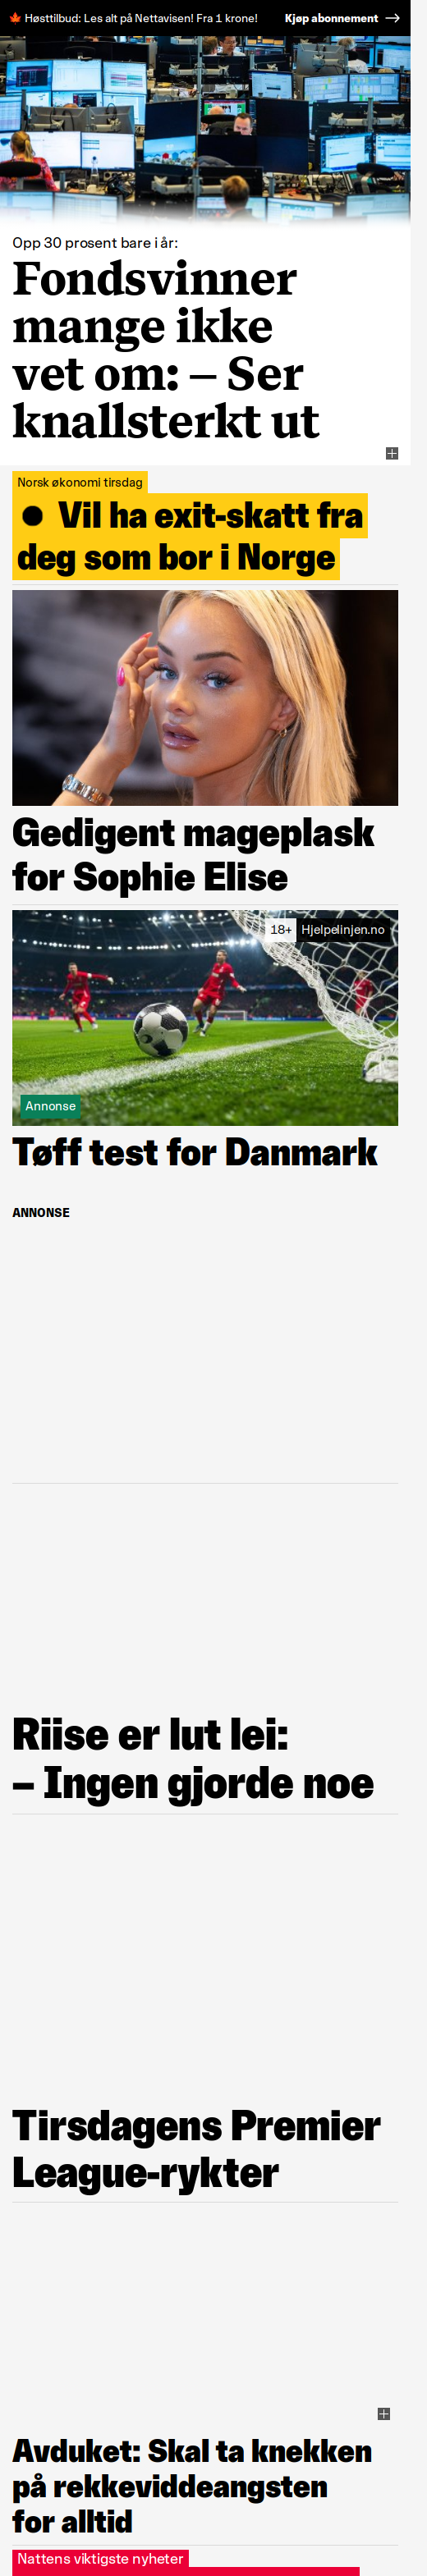 Høsttilbud: Les alt på Nettavisen! Fra 1 krone!
Kjøp abonnement
Opp 30 prosent bare i år:
Fondsvinner
mange ikke
vet om: – Ser
knallsterkt ut
Norsk økonomi tirsdag
Vil ha exit-skatt fra
deg som bor i Norge
Gedigent mageplask
for Sophie Elise
18+ Hjelpelinjen.no
Annonse
Tøff test for Danmark
ANNONSE
Riise er lut lei:
– Ingen gjorde noe
Tirsdagens Premier
League-rykter
Avduket: Skal ta knekken
på rekkeviddeangsten
for alltid
Nattens viktigste nyheter